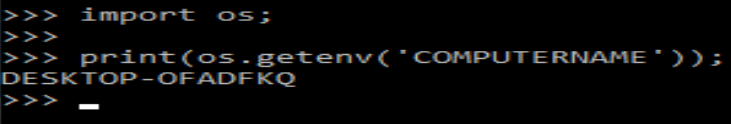 >>> import os;
>>>
>>> print(os.getenv('COMPUTERNAME'));
DESKTOP-OFADFKQ
>>>